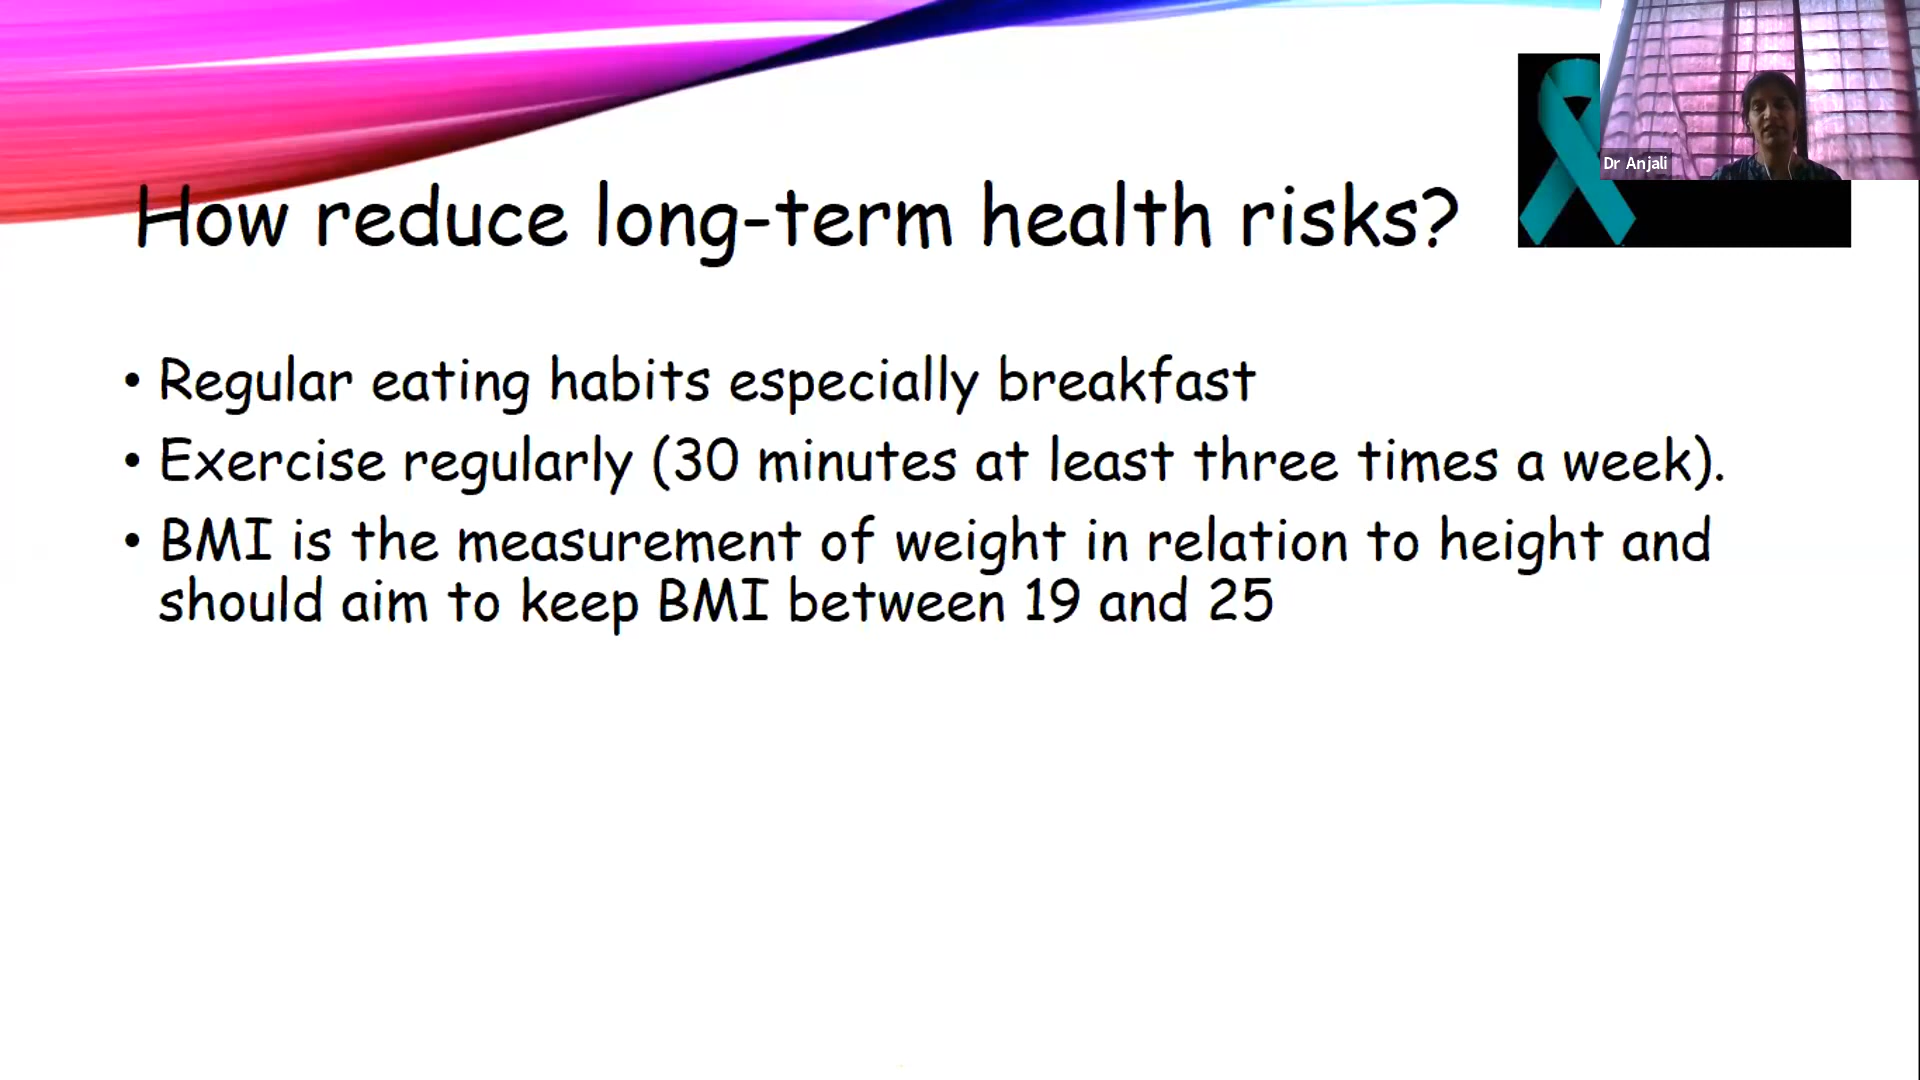 Dr Anjali
How reduce long-term health risks?
• Regular eating habits especially breakfast
• Exercise regularly (30 minutes at least three times a week).
• BMI is the measurement of weight in relation to height and
should aim to keep BMI between 19 and 25